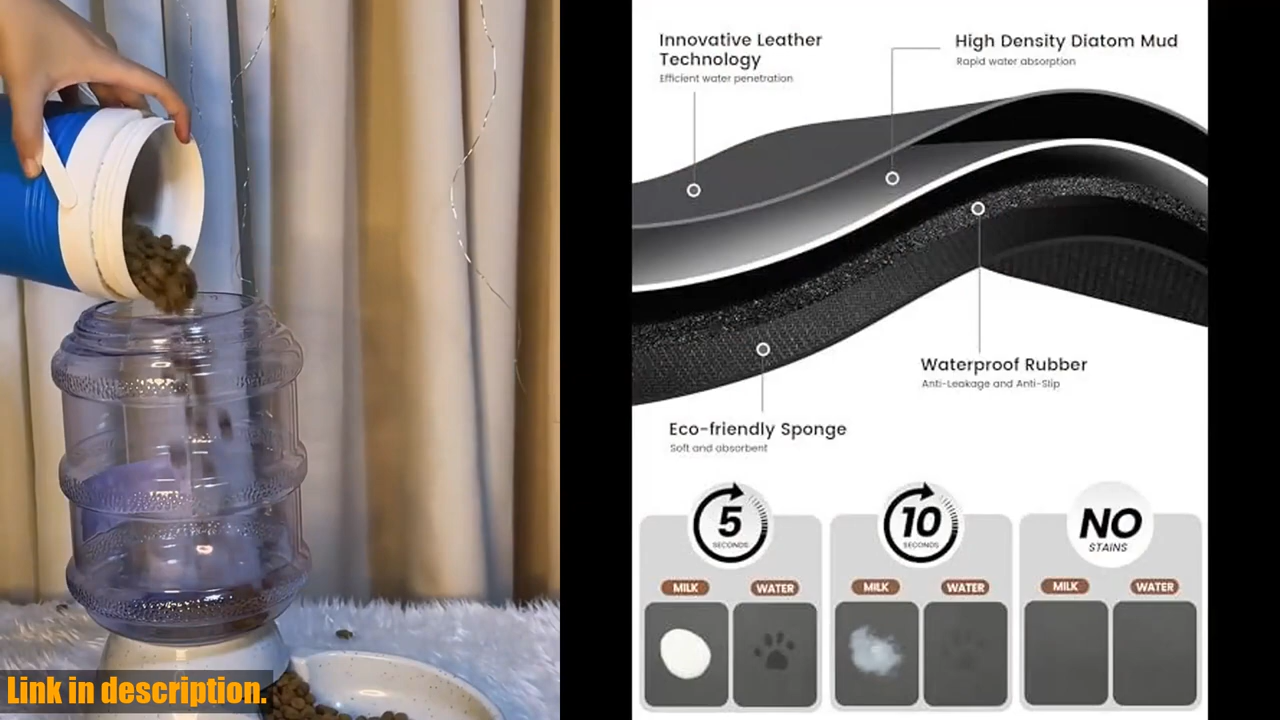 Innovative Leather
Technology
Efficient water penetration
High Density Diatom Mud
Rapid water absorption
Waterproof Rubber
Anti-Leakage and Anti-Slip
Eco-friendly Sponge
Soft and absorbent
5
SECONDS
10
SECONDS
NO
STAINS
MILK
WATER
MILK
WATER
MILK
WATER
Link in description.